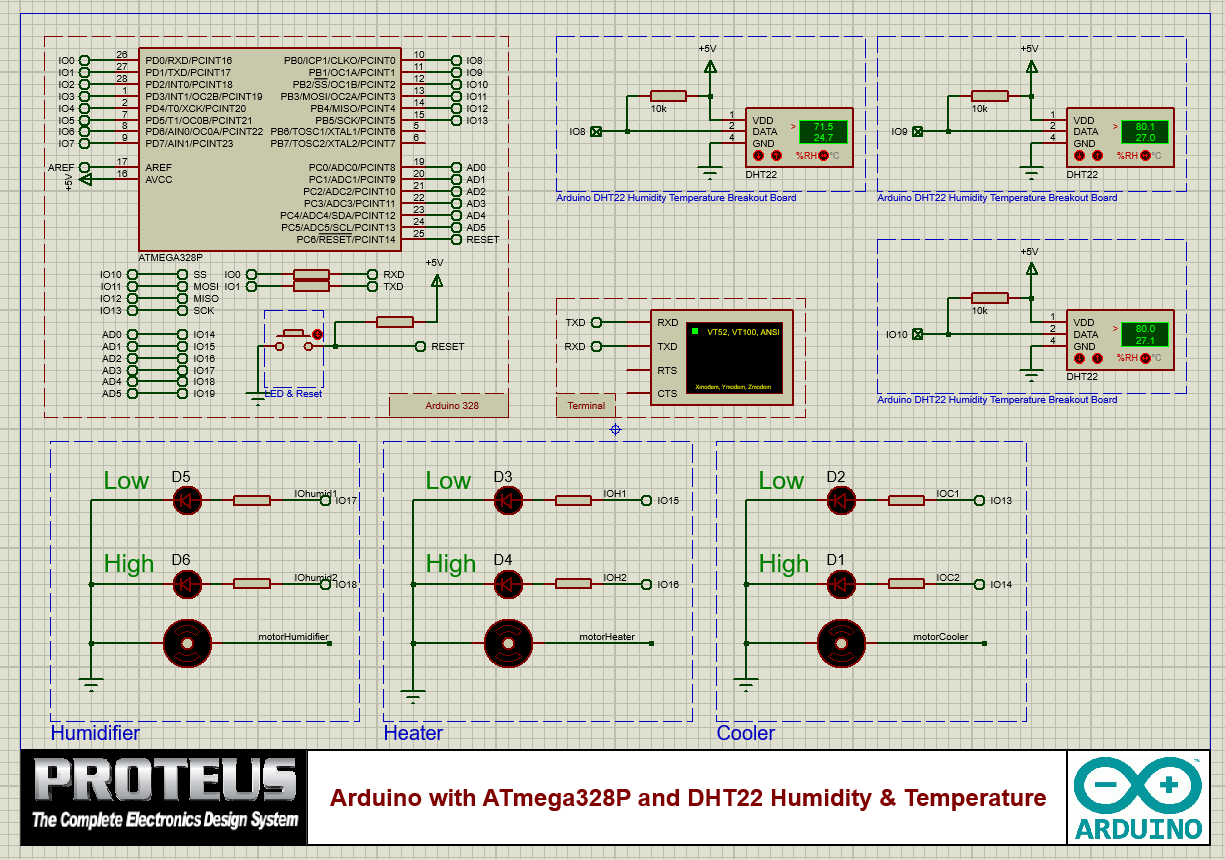 IO0 26 PD0/RXD/PCINT16 PB0/ICP1/CLKO/PCINT0 10 IO8
IO1 27 PD1/TXD/PCINT17 PB1/OC1A/PCINT1 11 IO9
IO2 28 PD2/INT0/PCINT18 PB2/SS/OC1B/PCINT2 12 IO10
IO3 1 PD3/INT1/OC2B/PCINT19 PB3/MOSI/OC2A/PCINT3 13 IO11
IO4 2 PD4/T0/XCK/PCINT20 PB4/MISO/PCINT4 14 IO12
IO5 7 PD5/T1/OC0B/PCINT21 PB5/SCK/PCINT5 15 IO13
IO6 8 PD6/AIN0/OC0A/PCINT22 PB6/TOSC1/XTAL1/PCINT6 5
IO7 9 PD7/AIN1/PCINT23 PB7/TOSC2/XTAL2/PCINT7 6
AREF 17 AREF PC0/ADC0/PCINT8 19 AD0
+5V 16 AVCC PC1/ADC1/PCINT9 20 AD1
PC2/ADC2/PCINT10 21 AD2
PC3/ADC3/PCINT11 22 AD3
PC4/ADC4/SDA/PCINT12 23 AD4
PC5/ADC5/SCL/PCINT13 24 AD5
PC6/RESET/PCINT14 25 RESET
ATMEGA328P
IO10 SS IO0 RXD
IO11 MOSI IO1 TXD
IO12 MISO
IO13 SCK
AD0 IO14
AD1 IO15
AD2 IO16
AD3 IO17
AD4 IO18
AD5 IO19
+5V
RESET
LED & Reset
Arduino 328
+5V
10k
IO8
1 VDD
2 DATA
4 GND
> 71.5
24.7
%RH °C
DHT22
Arduino DHT22 Humidity Temperature Breakout Board
+5V
10k
IO9
1 VDD
2 DATA
4 GND
> 80.1
27.0
%RH °C
DHT22
Arduino DHT22 Humidity Temperature Breakout Board
+5V
10k
IO10
1 VDD
2 DATA
4 GND
> 80.0
27.1
%RH °C
DHT22
Arduino DHT22 Humidity Temperature Breakout Board
TXD RXD
RXD TXD
RTS
CTS
VT52, VT100, ANSI
Xmodem, Ymodem, Zmodem
Terminal
Low D5 IOhumid1 IO17
High D6 IOhumid2 IO18
motorHumidifier
Humidifier
Low D3 IOH1 IO15
High D4 IOH2 IO16
motorHeater
Heater
Low D2 IOC1 IO13
High D1 IOC2 IO14
motorCooler
Cooler
PROTEUS
The Complete Electronics Design System
Arduino with ATmega328P and DHT22 Humidity & Temperature
™
ARDUINO